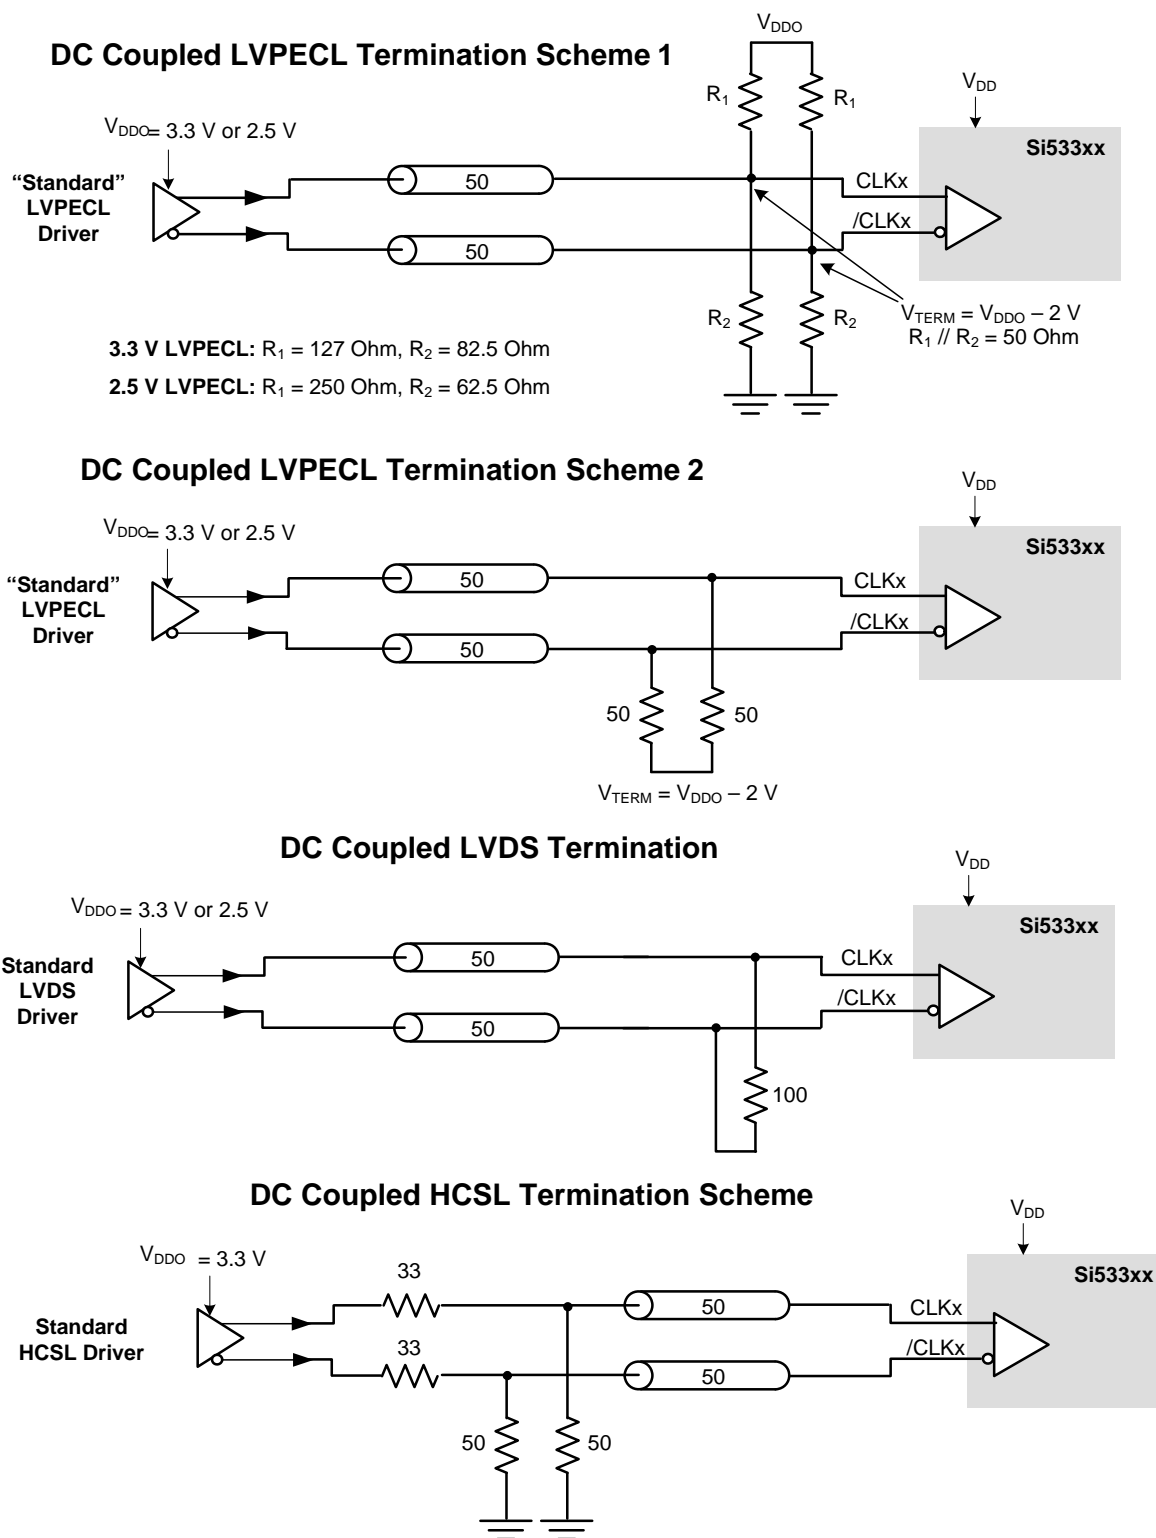 DC Coupled LVPECL Termination Scheme 1
VDDO
R1
R1
VDD
VDDO= 3.3 V or 2.5 V
Si533xx
“Standard”
LVPECL
Driver
50
CLKx
/CLKx
50
R2
R2
VTERM = VDDO – 2 V
R1 // R2 = 50 Ohm
3.3 V LVPECL: R1 = 127 Ohm, R2 = 82.5 Ohm
2.5 V LVPECL: R1 = 250 Ohm, R2 = 62.5 Ohm
DC Coupled LVPECL Termination Scheme 2
VDD
VDDO= 3.3 V or 2.5 V
Si533xx
“Standard”
LVPECL
Driver
50
CLKx
/CLKx
50
50
50
VTERM = VDDO – 2 V
DC Coupled LVDS Termination
VDD
VDDO = 3.3 V or 2.5 V
Si533xx
Standard
LVDS
Driver
50
CLKx
/CLKx
50
100
DC Coupled HCSL Termination Scheme
VDD
VDDO = 3.3 V
33
Si533xx
Standard
HCSL Driver
50
CLKx
33
/CLKx
50
50
50